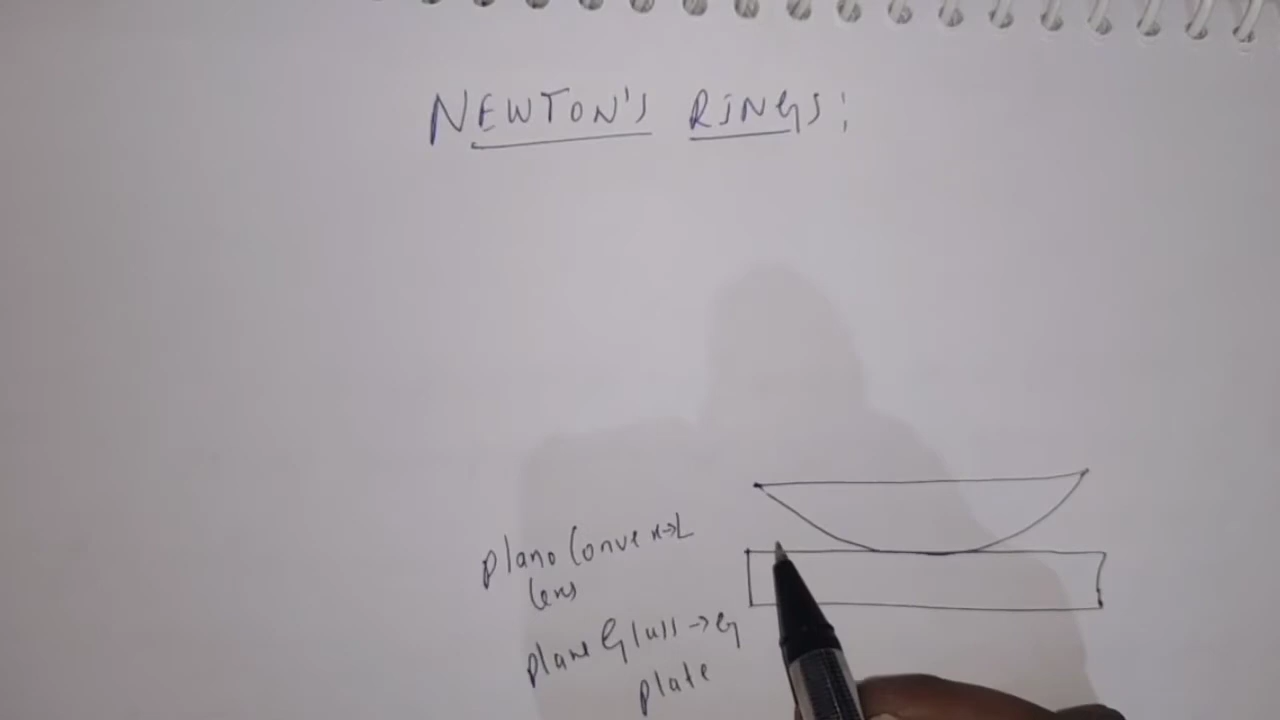 NEWTON'S RINGS:
plano Convex→L
lens
plane Glass→G
plate